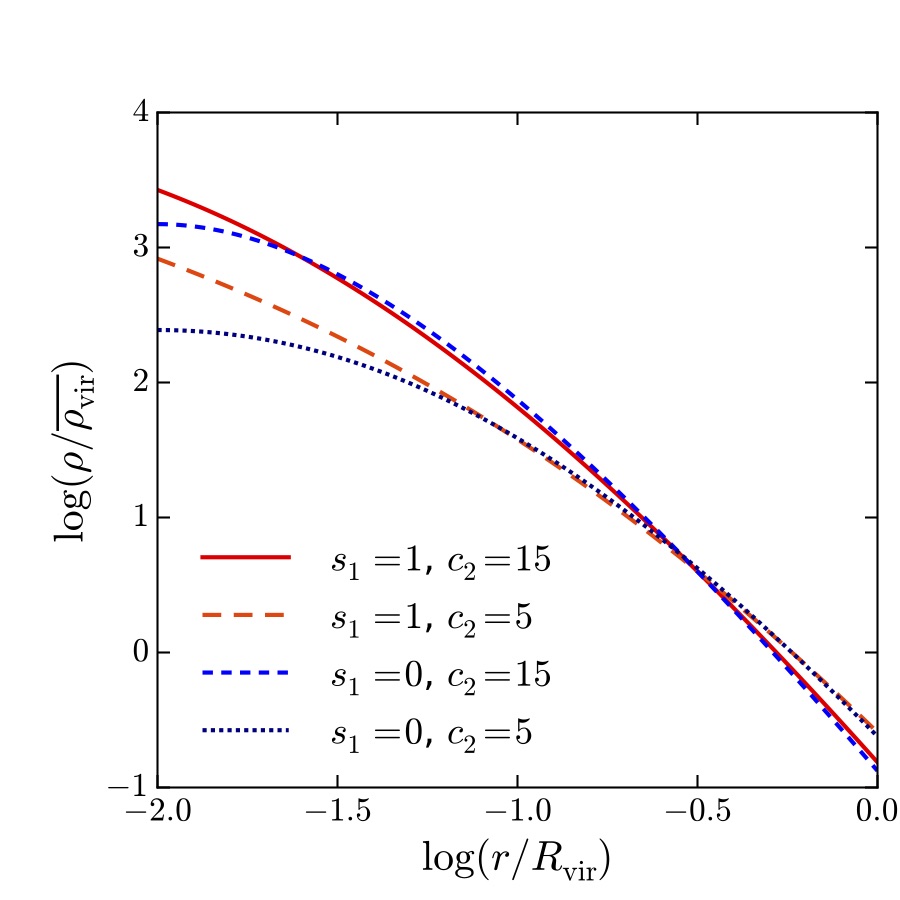 4
3
2
1
0
−1
−2.0 −1.5 −1.0 −0.5 0.0
log(ρ/ρ̅vir)
log(r/Rvir)
s1 =1, c2=15
s1 =1, c2=5
s1 =0, c2=15
s1 =0, c2=5